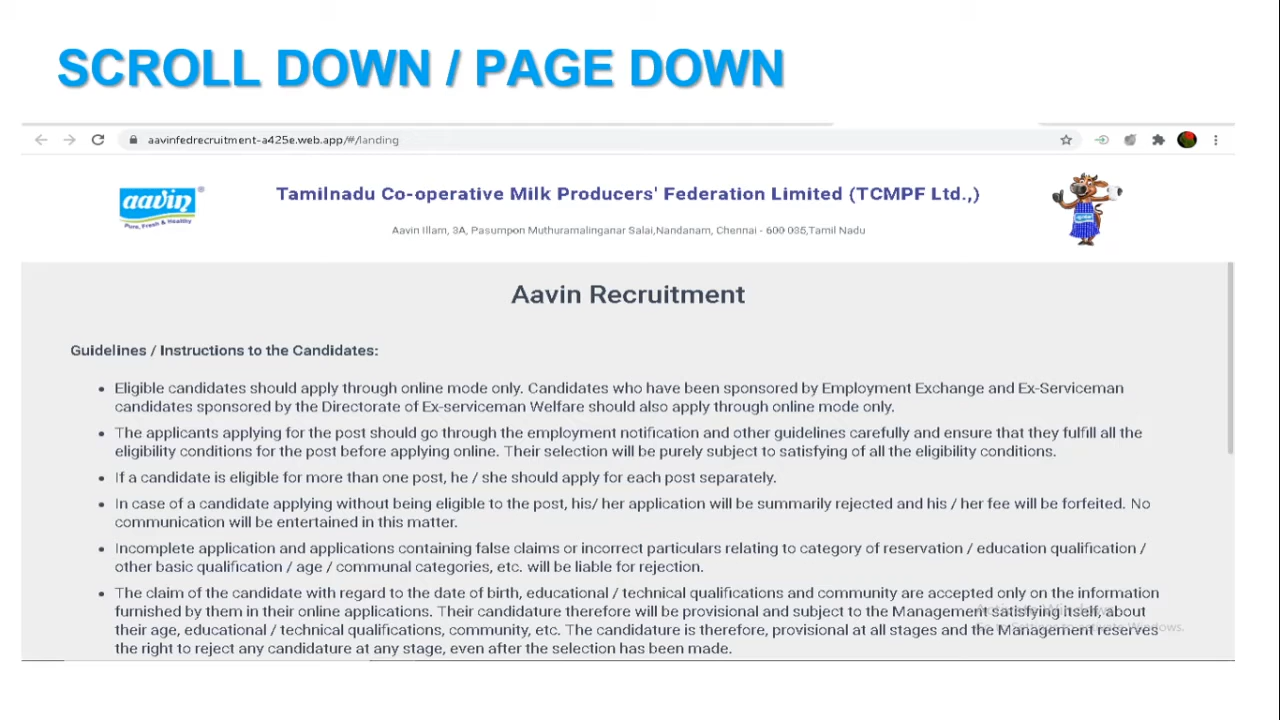 SCROLL DOWN / PAGE DOWN
aavinfedrecruitment-a425e.web.app/#/landing
aavin ®
Pure, Fresh & Healthy
Tamilnadu Co-operative Milk Producers' Federation Limited (TCMPF Ltd.,)
Aavin Illam, 3A, Pasumpon Muthuramalinganar Salai,Nandanam, Chennai - 600 035,Tamil Nadu
Aavin Recruitment
Guidelines / Instructions to the Candidates:
• Eligible candidates should apply through online mode only. Candidates who have been sponsored by Employment Exchange and Ex-Serviceman
candidates sponsored by the Directorate of Ex-serviceman Welfare should also apply through online mode only.
• The applicants applying for the post should go through the employment notification and other guidelines carefully and ensure that they fulfill all the
eligibility conditions for the post before applying online. Their selection will be purely subject to satisfying of all the eligibility conditions.
• If a candidate is eligible for more than one post, he / she should apply for each post separately.
• In case of a candidate applying without being eligible to the post, his/ her application will be summarily rejected and his / her fee will be forfeited. No
communication will be entertained in this matter.
• Incomplete application and applications containing false claims or incorrect particulars relating to category of reservation / education qualification /
other basic qualification / age / communal categories, etc. will be liable for rejection.
• The claim of the candidate with regard to the date of birth, educational / technical qualifications and community are accepted only on the information
furnished by them in their online applications. Their candidature therefore will be provisional and subject to the Management satisfying itself, about
their age, educational / technical qualifications, community, etc. The candidature is therefore, provisional at all stages and the Management reserves
the right to reject any candidature at any stage, even after the selection has been made.
Activate Windows
Go to Settings to activate Windows.